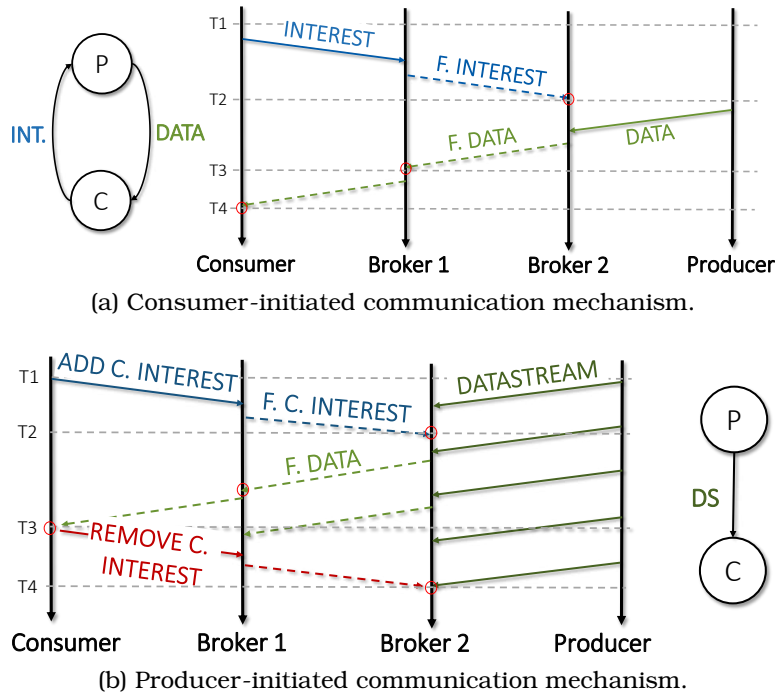 T1
INTEREST
F. INTEREST
P
T2
INT.
DATA
F. DATA
DATA
T3
C
T4
Consumer
Broker 1
Broker 2
Producer
(a) Consumer-initiated communication mechanism.
T1
ADD C. INTEREST
DATASTREAM
F. C. INTEREST
P
T2
F. DATA
DS
T3
REMOVE C.
INTEREST
C
T4
Consumer
Broker 1
Broker 2
Producer
(b) Producer-initiated communication mechanism.